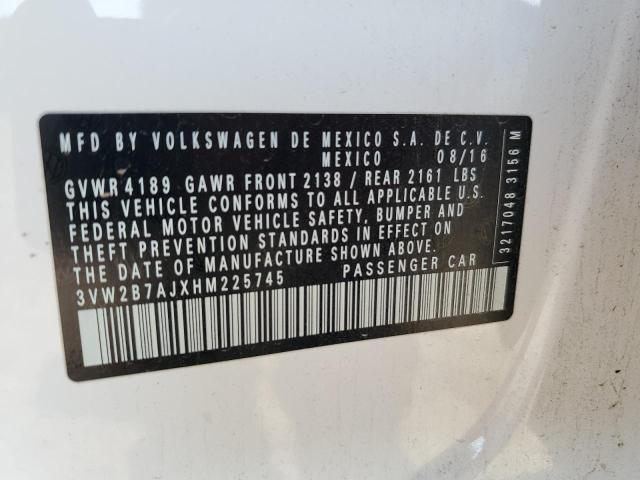 MFD BY VOLKSWAGEN DE MEXICO S.A. DE C.V.
MEXICO 08/16
GVWR 4189 GAWR FRONT 2138 / REAR 2161 LBS
THIS VEHICLE CONFORMS TO ALL APPLICABLE U.S.
FEDERAL MOTOR VEHICLE SAFETY, BUMPER AND
THEFT PREVENTION STANDARDS IN EFFECT ON
THE DATE OF MANUFACTURE SHOWN ABOVE.
3VW2B7AJXHM225745 PASSENGER CAR
3217048 3156 M